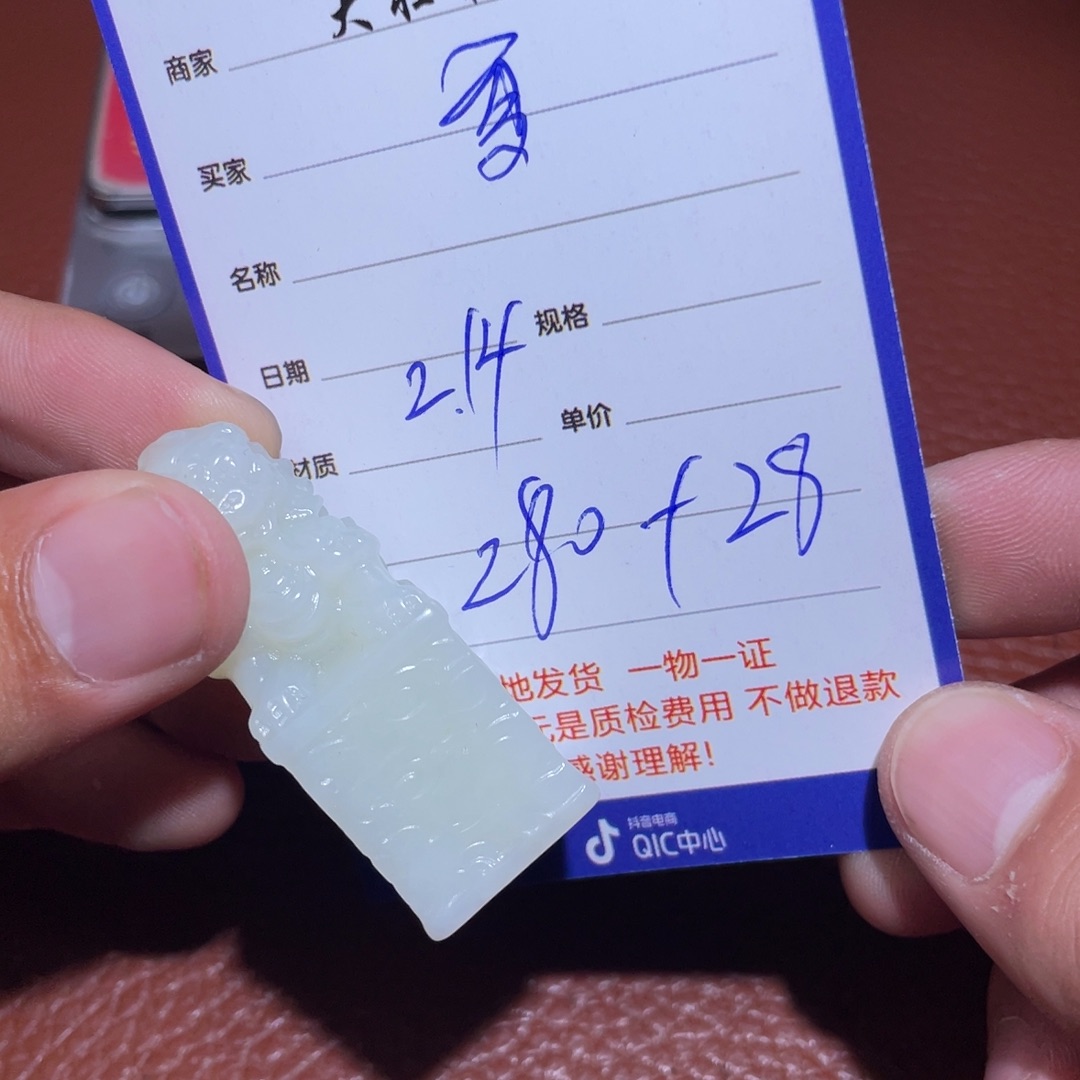 商家
买家 夏
名称
日期 2.14 规格
材质 单价
280+28
地发货 一物一证
元是质检费用 不做退款
感谢理解!
抖音电商
QIC中心